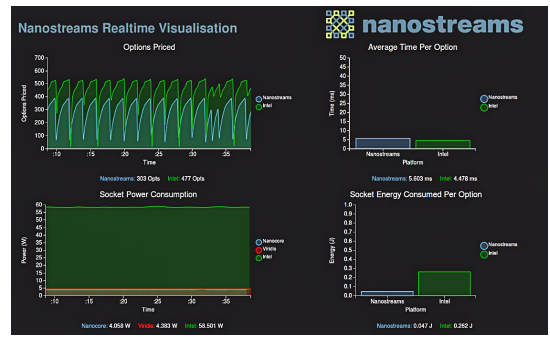 Nanostreams Realtime Visualisation
nanostreams
Options Priced
700
600
500
400
300
200
100
0
Options Priced
:10 :15 :20 :25 :30 :35
Time
Nanostreams
Intel
Nanostreams: 303 Opts Intel: 477 Opts
Average Time Per Option
50
45
40
35
30
25
20
15
10
5
0
Time (ms)
Nanostreams Intel
Platform
Nanostreams
Intel
Nanostreams: 5.603 ms Intel: 4.478 ms
Socket Power Consumption
60
55
50
45
40
35
30
25
20
15
10
5
0
Power (W)
:10 :15 :20 :25 :30 :35
Time
Nanocore
Viridis
Intel
Nanocore: 4.058 W Viridis: 4.383 W Intel: 58.501 W
Socket Energy Consumed Per Option
1.0
0.9
0.8
0.7
0.6
0.5
0.4
0.3
0.2
0.1
0.0
Energy (J)
Nanostreams Intel
Platform
Nanostreams
Intel
Nanostreams: 0.047 J Intel: 0.262 J